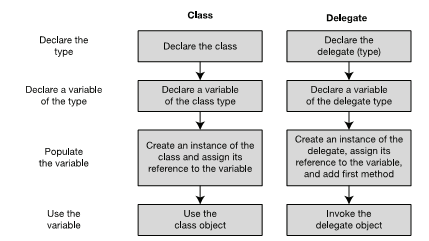 Class
Delegate
Declare the
type
Declare the class
Declare the
delegate (type)
Declare a variable
of the type
Declare a variable
of the class type
Declare a variable
of the delegate type
Populate
the variable
Create an instance of the
class and assign its
reference to the variable
Create an instance of the
delegate, assign its
reference to the variable,
and add first method
Use the
variable
Use the
class object
Invoke the
delegate object